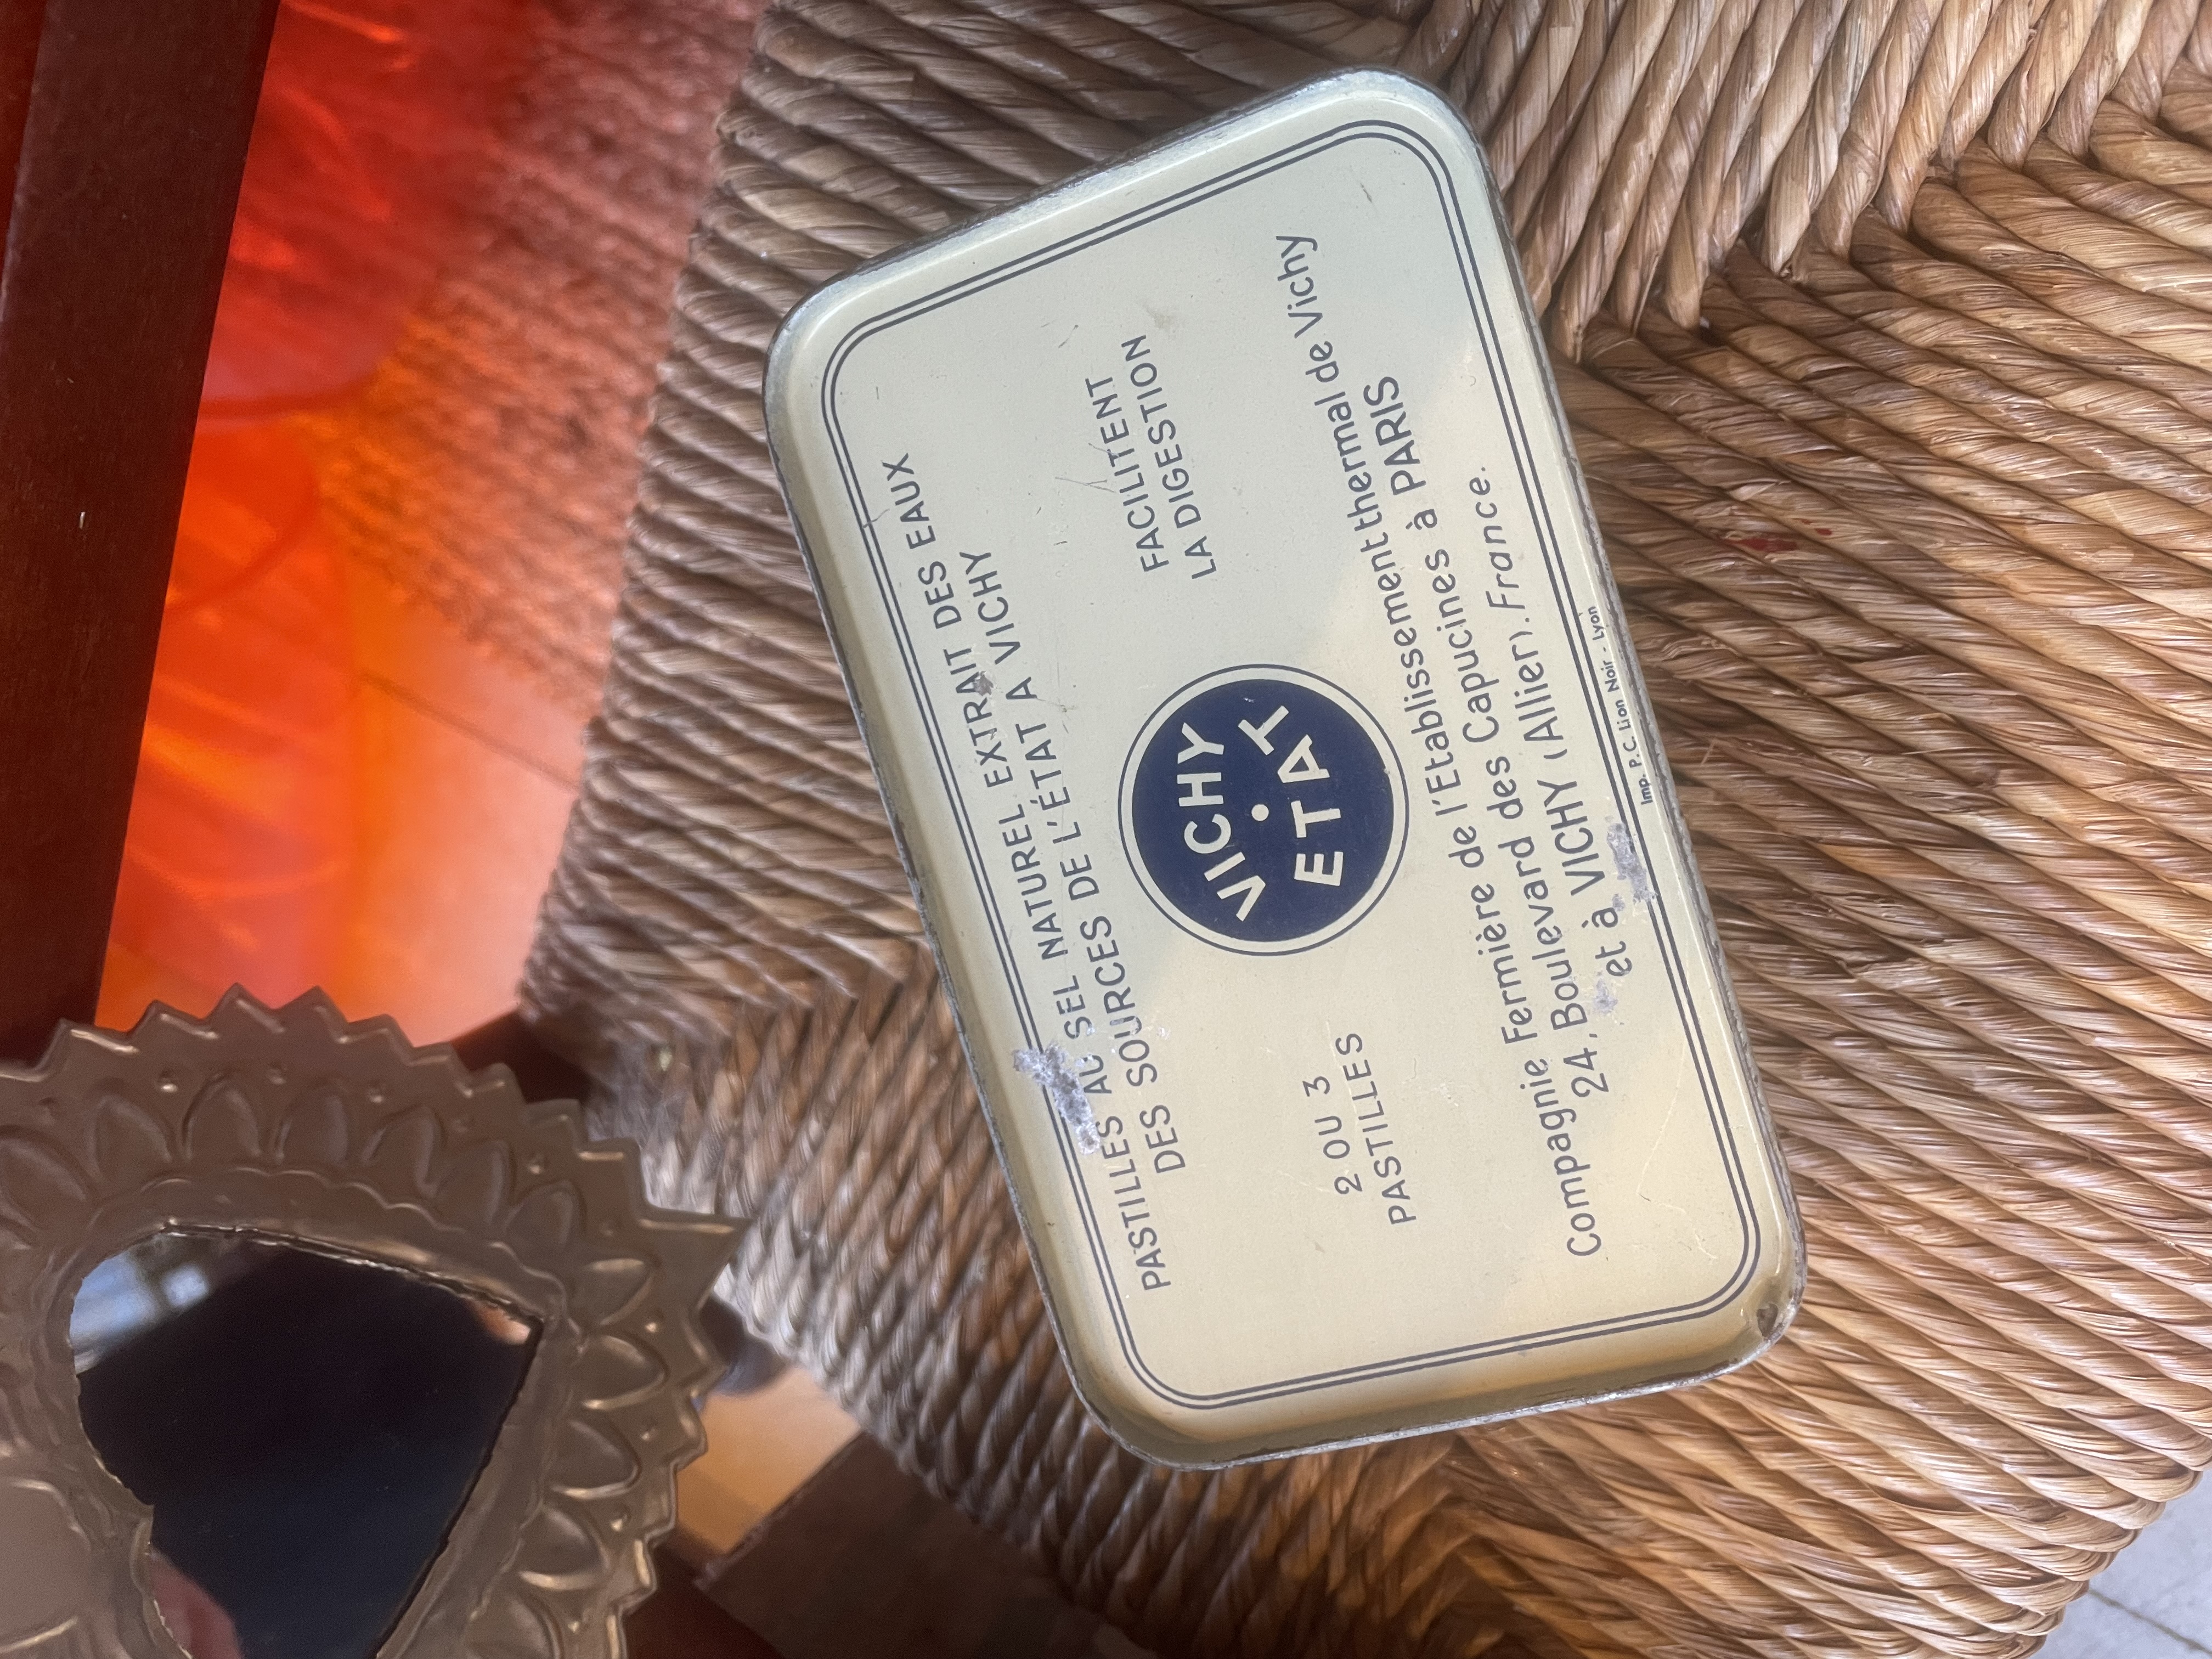 PASTILLES AU SEL NATUREL EXTRAIT DES EAUX
DES SOURCES DE L'ÉTAT A VICHY
2 OU 3
PASTILLES
VICHY
ETAT
FACILITENT
LA DIGESTION
Compagnie Fermière de l'Etablissement thermal de Vichy
24, Boulevard des Capucines à PARIS
et à VICHY (Allier). France.
Imp. P.C. Lion Noir - Lyon